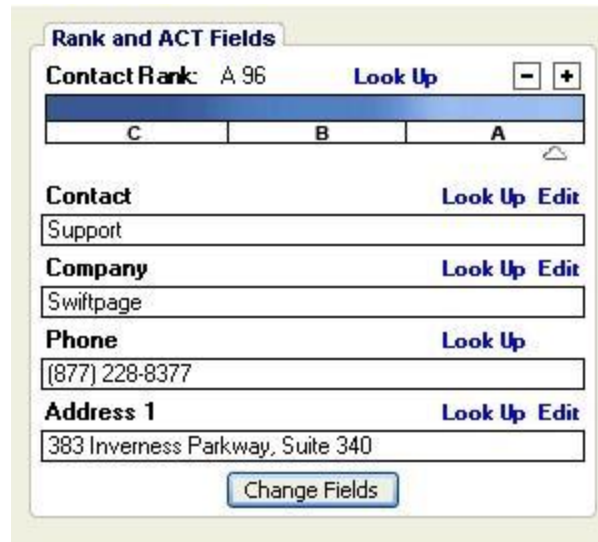 Rank and ACT Fields
Contact Rank: A 96 Look Up - +
C B A
Contact Look Up Edit
Support
Company Look Up Edit
Swiftpage
Phone Look Up
(877) 228-8377
Address 1 Look Up Edit
383 Inverness Parkway, Suite 340
Change Fields